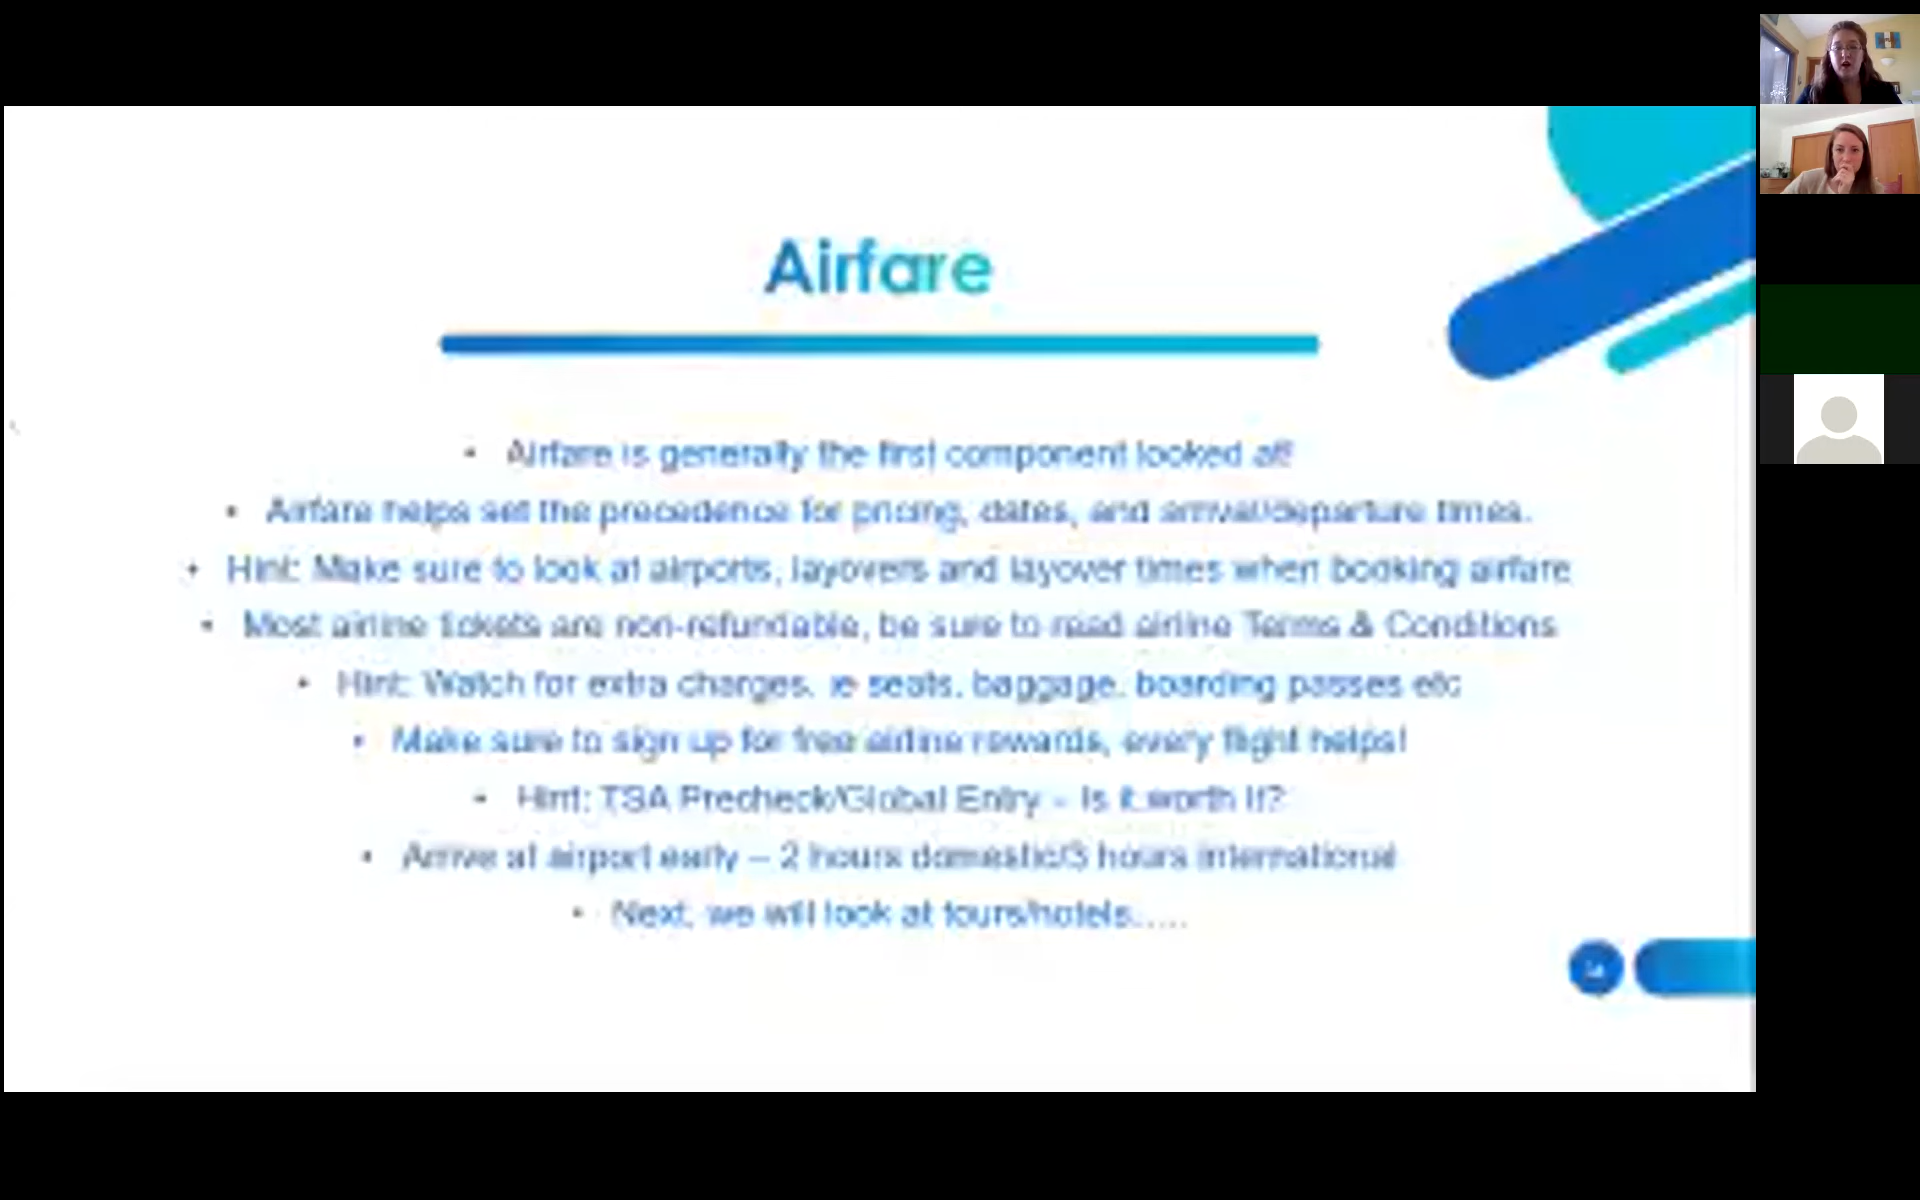 Airfare
• Airfare is generally the first component looked at!
• Airfare helps set the precedence for pricing, dates, and arrival/departure times.
• Hint: Make sure to look at airports, layovers and layover times when booking airfare
• Most airline tickets are non-refundable, be sure to read airline Terms & Conditions
• Hint: Watch for extra charges. ie seats, baggage, boarding passes etc
• Make sure to sign up for free airline rewards, every flight helps!
• Hint: TSA Precheck/Global Entry – Is it worth it?
• Arrive at airport early – 2 hours domestic/3 hours international
• Next, we will look at tours/hotels…..